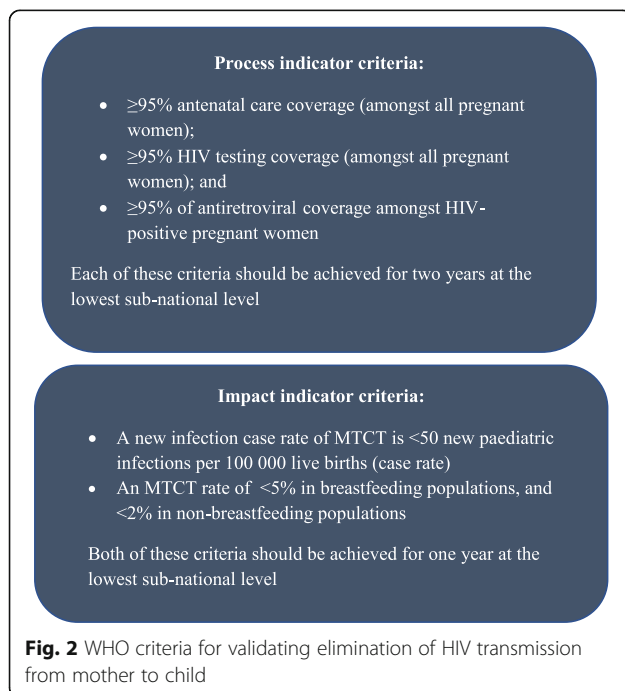 Process indicator criteria:
• ≥95% antenatal care coverage (amongst all pregnant
women);
• ≥95% HIV testing coverage (amongst all pregnant
women); and
• ≥95% of antiretroviral coverage amongst HIV-
positive pregnant women
Each of these criteria should be achieved for two years at the
lowest sub-national level
Impact indicator criteria:
• A new infection case rate of MTCT is <50 new paediatric
infections per 100 000 live births (case rate)
• An MTCT rate of <5% in breastfeeding populations, and
<2% in non-breastfeeding populations
Both of these criteria should be achieved for one year at the
lowest sub-national level
Fig. 2 WHO criteria for validating elimination of HIV transmission
from mother to child